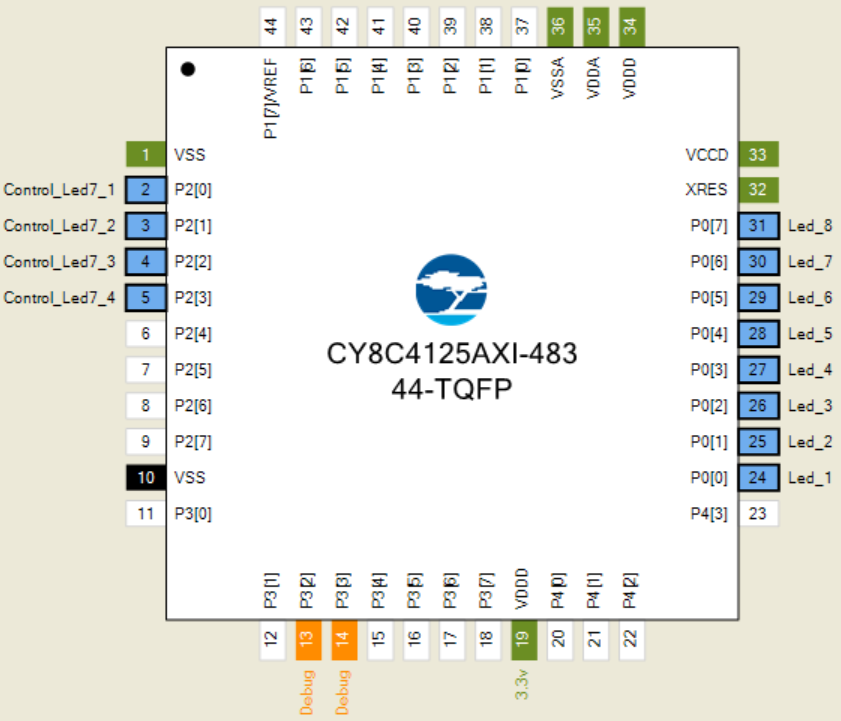 44 43 42 41 40 39 38 37 36 35 34
P1[7]/VREF P1[6] P1[5] P1[4] P1[3] P1[2] P1[1] P1[0] VSSA VDDA VDDD
1 VSS VCCD 33
Control_Led7_1 2 P2[0] XRES 32
Control_Led7_2 3 P2[1] P0[7] 31 Led_8
Control_Led7_3 4 P2[2] P0[6] 30 Led_7
Control_Led7_4 5 P2[3] P0[5] 29 Led_6
6 P2[4] P0[4] 28 Led_5
CY8C4125AXI-483
7 P2[5] P0[3] 27 Led_4
44-TQFP
8 P2[6] P0[2] 26 Led_3
9 P2[7] P0[1] 25 Led_2
10 VSS P0[0] 24 Led_1
11 P3[0] P4[3] 23
P3[1] P3[2] P3[3] P3[4] P3[5] P3[6] P3[7] VDDD P4[0] P4[1] P4[2]
12 13 14 15 16 17 18 19 20 21 22
Debug Debug 3.3v